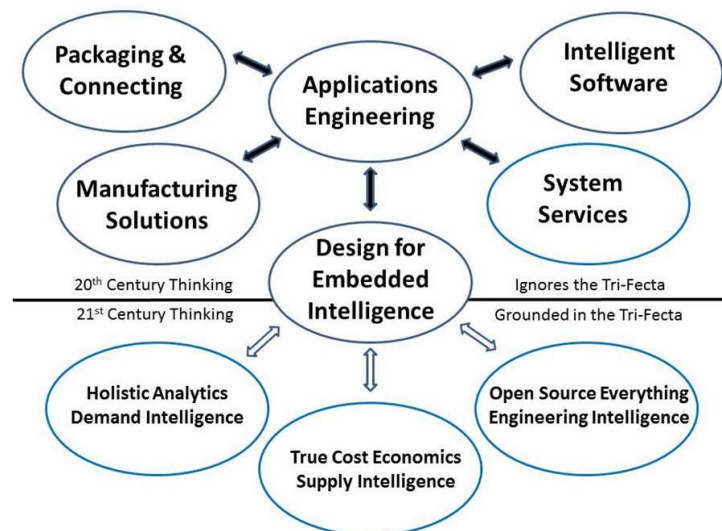 Packaging &
Connecting
Applications
Engineering
Intelligent
Software
Manufacturing
Solutions
System
Services
Design for
Embedded
Intelligence
20th Century Thinking
Ignores the Tri-Fecta
21st Century Thinking
Grounded in the Tri-Fecta
Holistic Analytics
Demand Intelligence
True Cost Economics
Supply Intelligence
Open Source Everything
Engineering Intelligence